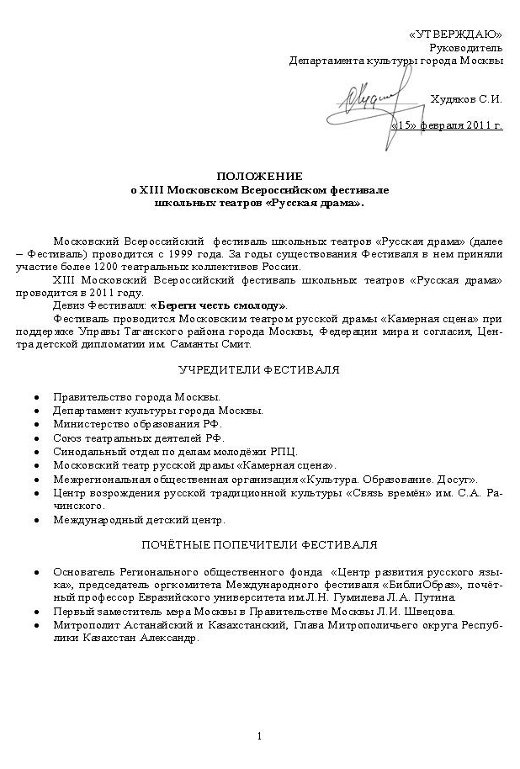 «УТВЕРЖДАЮ»
Руководитель
Департамента культуры города Москвы
Худяков С.И.
«15» февраля 2011 г.
ПОЛОЖЕНИЕ
о XIII Московском Всероссийском фестивале
школьных театров «Русская драма».
Московский Всероссийский фестиваль школьных театров «Русская драма» (далее
– Фестиваль) проводится с 1999 года. За годы существования Фестиваля в нем приняли
участие более 1200 театральных коллективов России.
XIII Московский Всероссийский фестиваль школьных театров «Русская драма»
проводится в 2011 году.
Девиз Фестиваля: «Береги честь смолоду».
Фестиваль проводится Московским театром русской драмы «Камерная сцена» при
поддержке Управы Таганского района города Москвы, Федерации мира и согласия, Цен-
тра детской дипломатии им. Саманты Смит.
УЧРЕДИТЕЛИ ФЕСТИВАЛЯ
● Правительство города Москвы.
● Департамент культуры города Москвы.
● Министерство образования РФ.
● Союз театральных деятелей РФ.
● Синодальный отдел по делам молодёжи РПЦ.
● Московский театр русской драмы «Камерная сцена».
● Межрегиональная общественная организация «Культура. Образование. Досуг».
● Центр возрождения русской традиционной культуры «Связь времён» им. С.А. Ра-
чинского.
● Международный детский центр.
ПОЧЁТНЫЕ ПОПЕЧИТЕЛИ ФЕСТИВАЛЯ
● Основатель Регионального общественного фонда «Центр развития русского язы-
ка», председатель оргкомитета Международного фестиваля «БиблиОбраз», почёт-
ный профессор Евразийского университета им.Л.Н. Гумилева Л.А. Путина.
● Первый заместитель мэра Москвы в Правительстве Москвы Л.И. Швецова.
● Митрополит Астанайский и Казахстанский, Глава Митрополичьего округа Респуб-
лики Казахстан Александр.
1